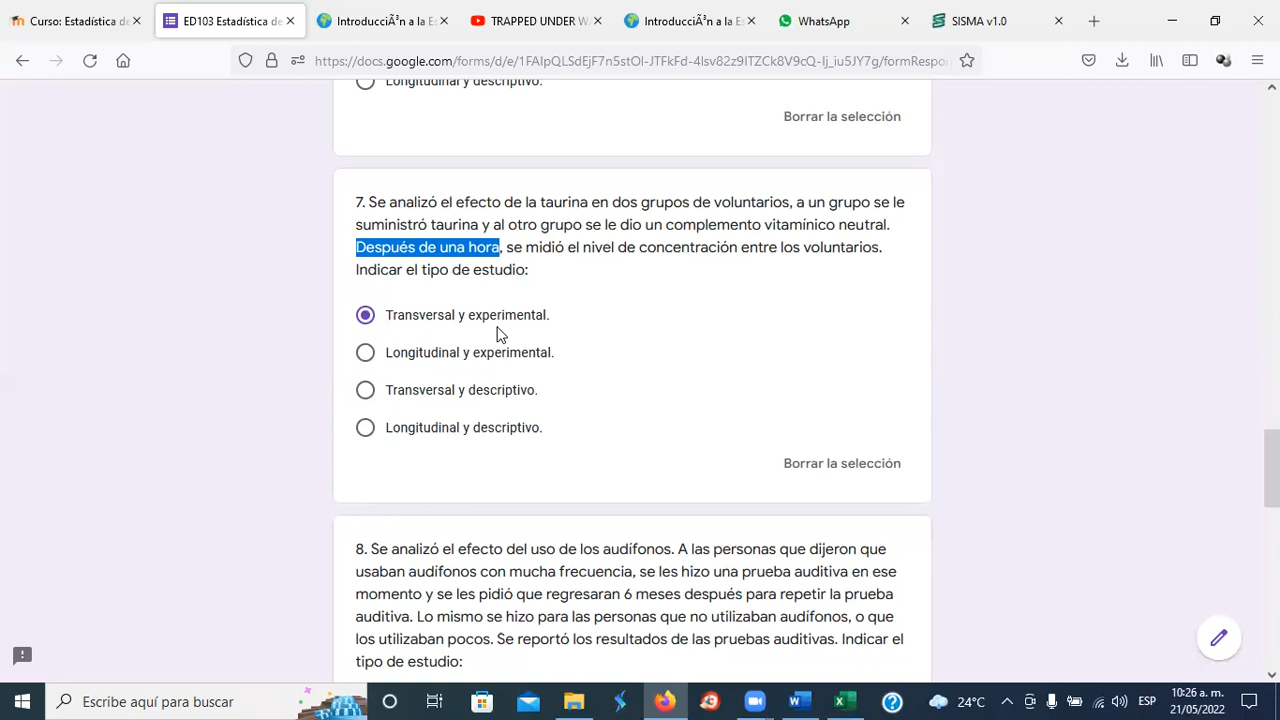 Curso: Estadística de
ED103 Estadística de
IntroducciÃ³n a la Es
TRAPPED UNDER W
IntroducciÃ³n a la Es
WhatsApp
SISMA v1.0
https://docs.google.com/forms/d/e/1FAIpQLSdEjF7n5stOI-JTFkFd-4lsv82z9ITZCk8V9cQ-Ij_iu5JY7g/formRespon
Longitudinal y descriptivo.
Borrar la selección
7. Se analizó el efecto de la taurina en dos grupos de voluntarios, a un grupo se le
suministró taurina y al otro grupo se le dio un complemento vitamínico neutral.
Después de una hora, se midió el nivel de concentración entre los voluntarios.
Indicar el tipo de estudio:
Transversal y experimental.
Longitudinal y experimental.
Transversal y descriptivo.
Longitudinal y descriptivo.
Borrar la selección
8. Se analizó el efecto del uso de los audífonos. A las personas que dijeron que
usaban audífonos con mucha frecuencia, se les hizo una prueba auditiva en ese
momento y se les pidió que regresaran 6 meses después para repetir la prueba
auditiva. Lo mismo se hizo para las personas que no utilizaban audífonos, o que
los utilizaban pocos. Se reportó los resultados de las pruebas auditivas. Indicar el
tipo de estudio:
Escribe aquí para buscar
24°C
ESP
10:26 a. m.
21/05/2022